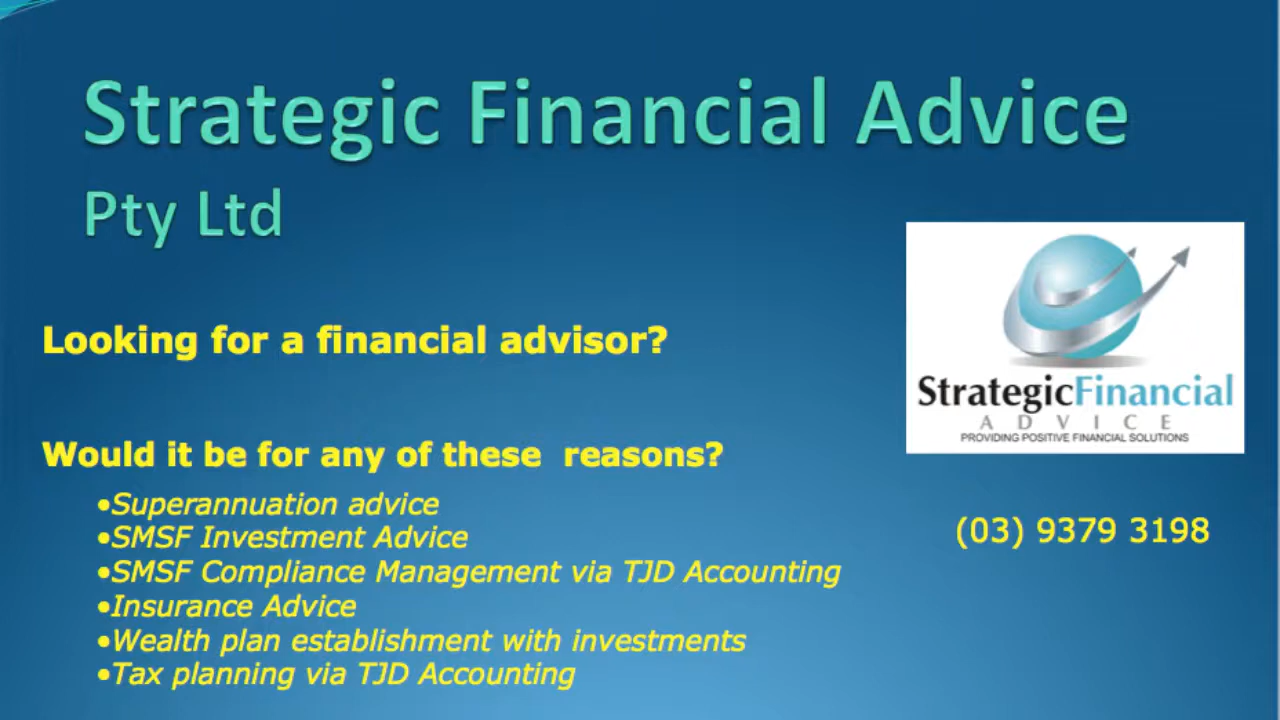 Strategic Financial Advice
Pty Ltd
Looking for a financial advisor?
Would it be for any of these  reasons?
•Superannuation advice
•SMSF Investment Advice
•SMSF Compliance Management via TJD Accounting
•Insurance Advice
•Wealth plan establishment with investments
•Tax planning via TJD Accounting
StrategicFinancial
ADVICE
PROVIDING POSITIVE FINANCIAL SOLUTIONS
(03) 9379 3198